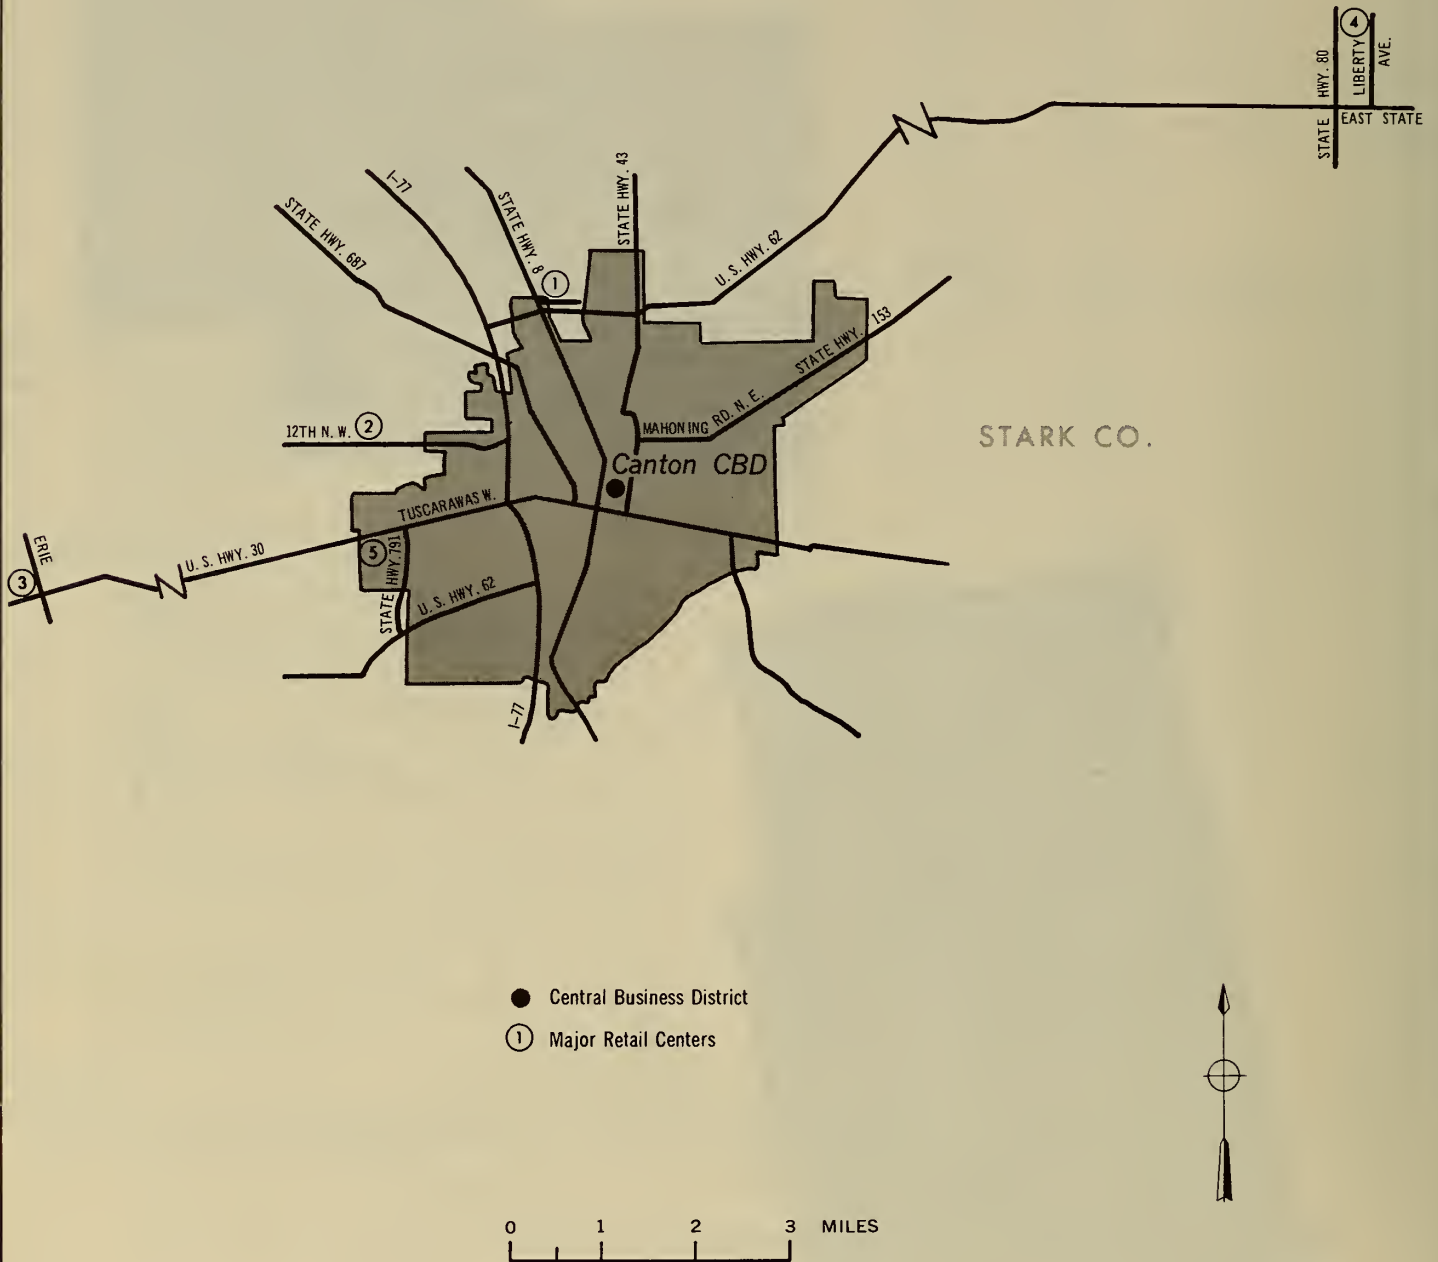 4
STATE HWY. 80
LIBERTY AVE.
EAST STATE
I-77
STATE HWY. 43
STATE HWY. 8
STATE HWY. 687
U.S. HWY. 62
1
STATE HWY. 153
MAHONING RD. N. E.
12TH N. W.
2
STARK CO.
Canton CBD
TUSCARAWAS W.
ERIE
3
U.S. HWY. 30
5
STATE HWY. 791
U. S. HWY. 62
I-77
Central Business District
1 Major Retail Centers
0 1 2 3 MILES